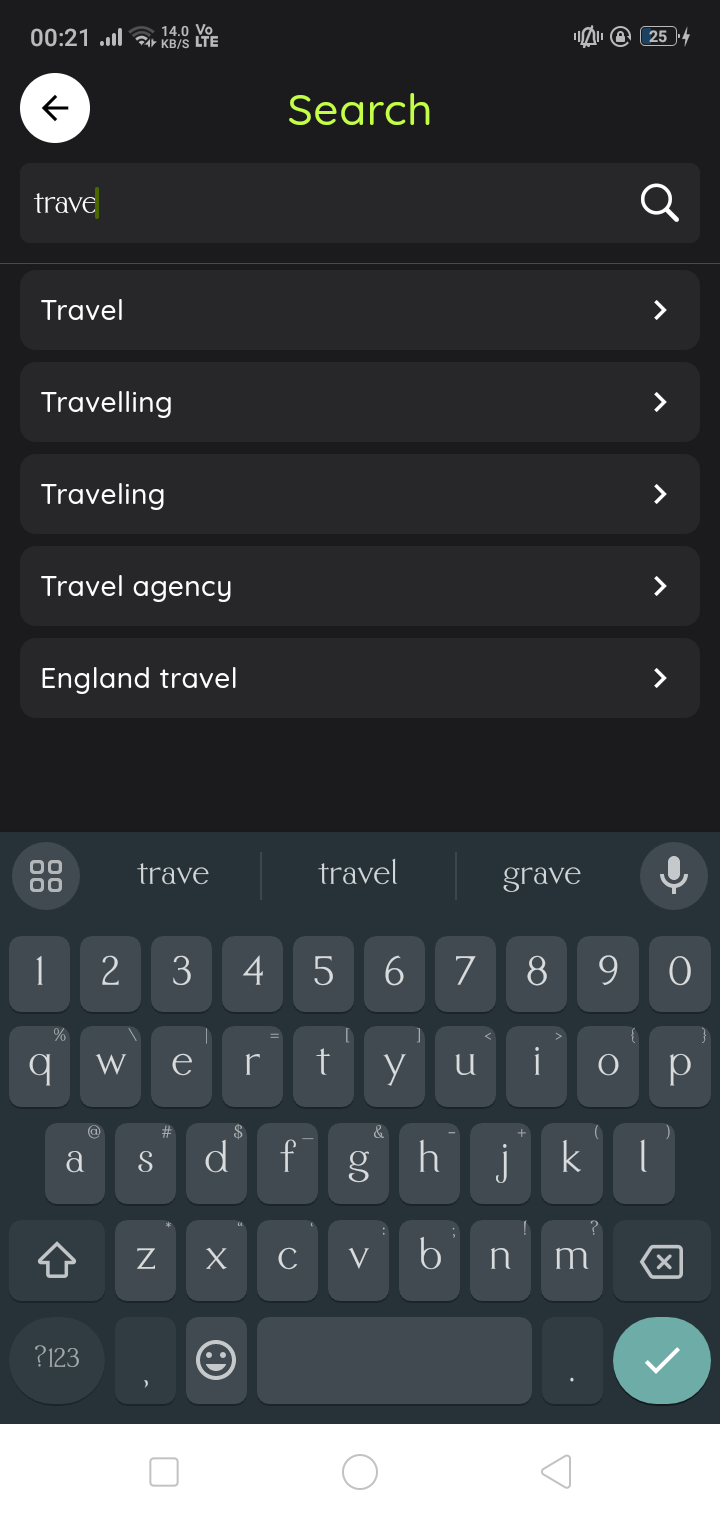 00:21 14.0 KB/S Vo LTE 25
Search
trave
Travel
Travelling
Traveling
Travel agency
England travel
trave travel grave
1 2 3 4 5 6 7 8 9 0
% \ | = [ ] < > { }
q w e r t y u i o p
@ # $ _ & - + ( )
a s d f g h j k l
* " ' : ; ! ?
z x c v b n m
?123 , .